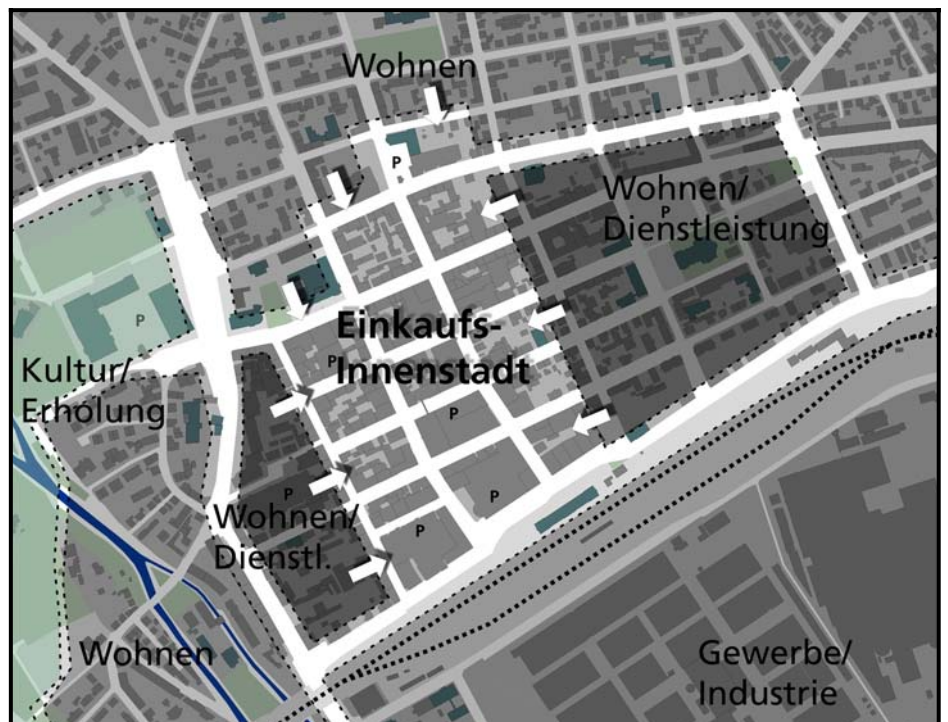 Wohnen
P
Wohnen/
P
Dienstleistung
P
Einkaufs-
P
Innenstadt
Kultur/
Erholung
P
P
P
Wohnen/
P
Dienstl.
Wohnen
Gewerbe/
Industrie